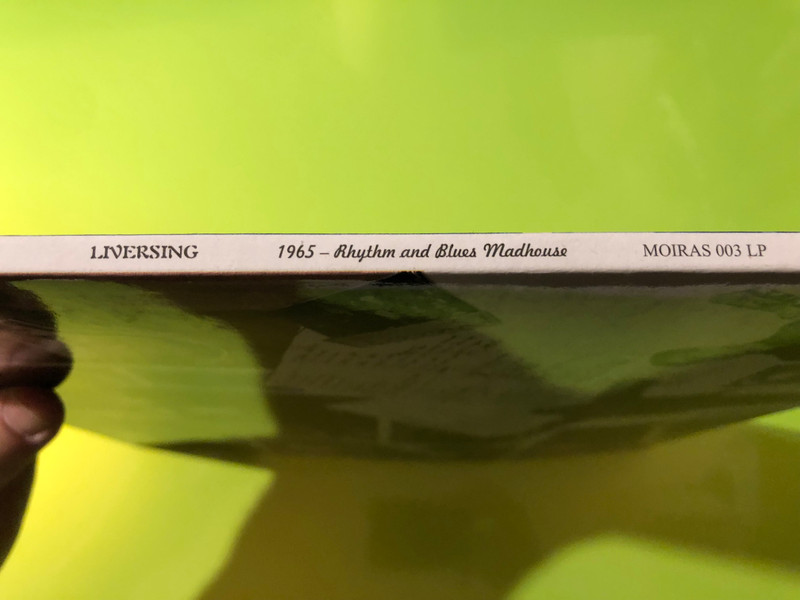 LIVERSING 1965 – Rhythm and Blues Madhouse MOIRAS 003 LP